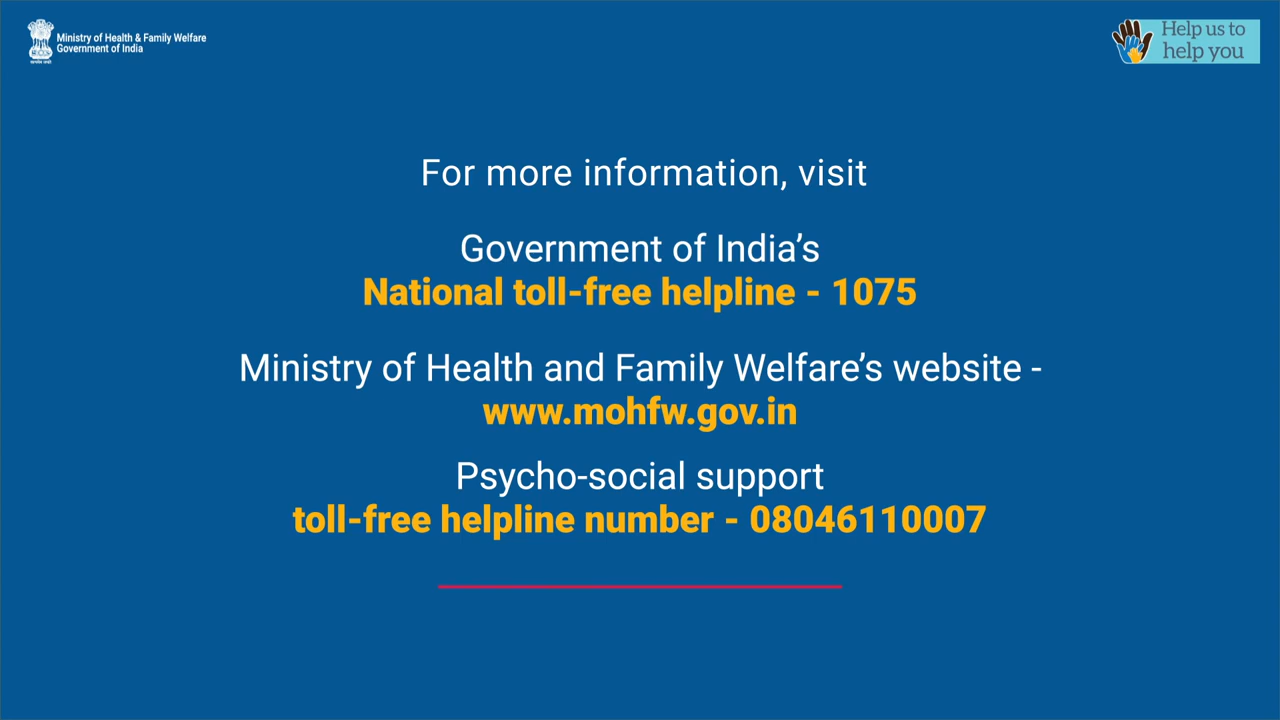 Ministry of Health & Family Welfare
Government of India
Help us to
help you
For more information, visit
Government of India’s
National toll-free helpline - 1075
Ministry of Health and Family Welfare’s website -
www.mohfw.gov.in
Psycho-social support
toll-free helpline number - 08046110007